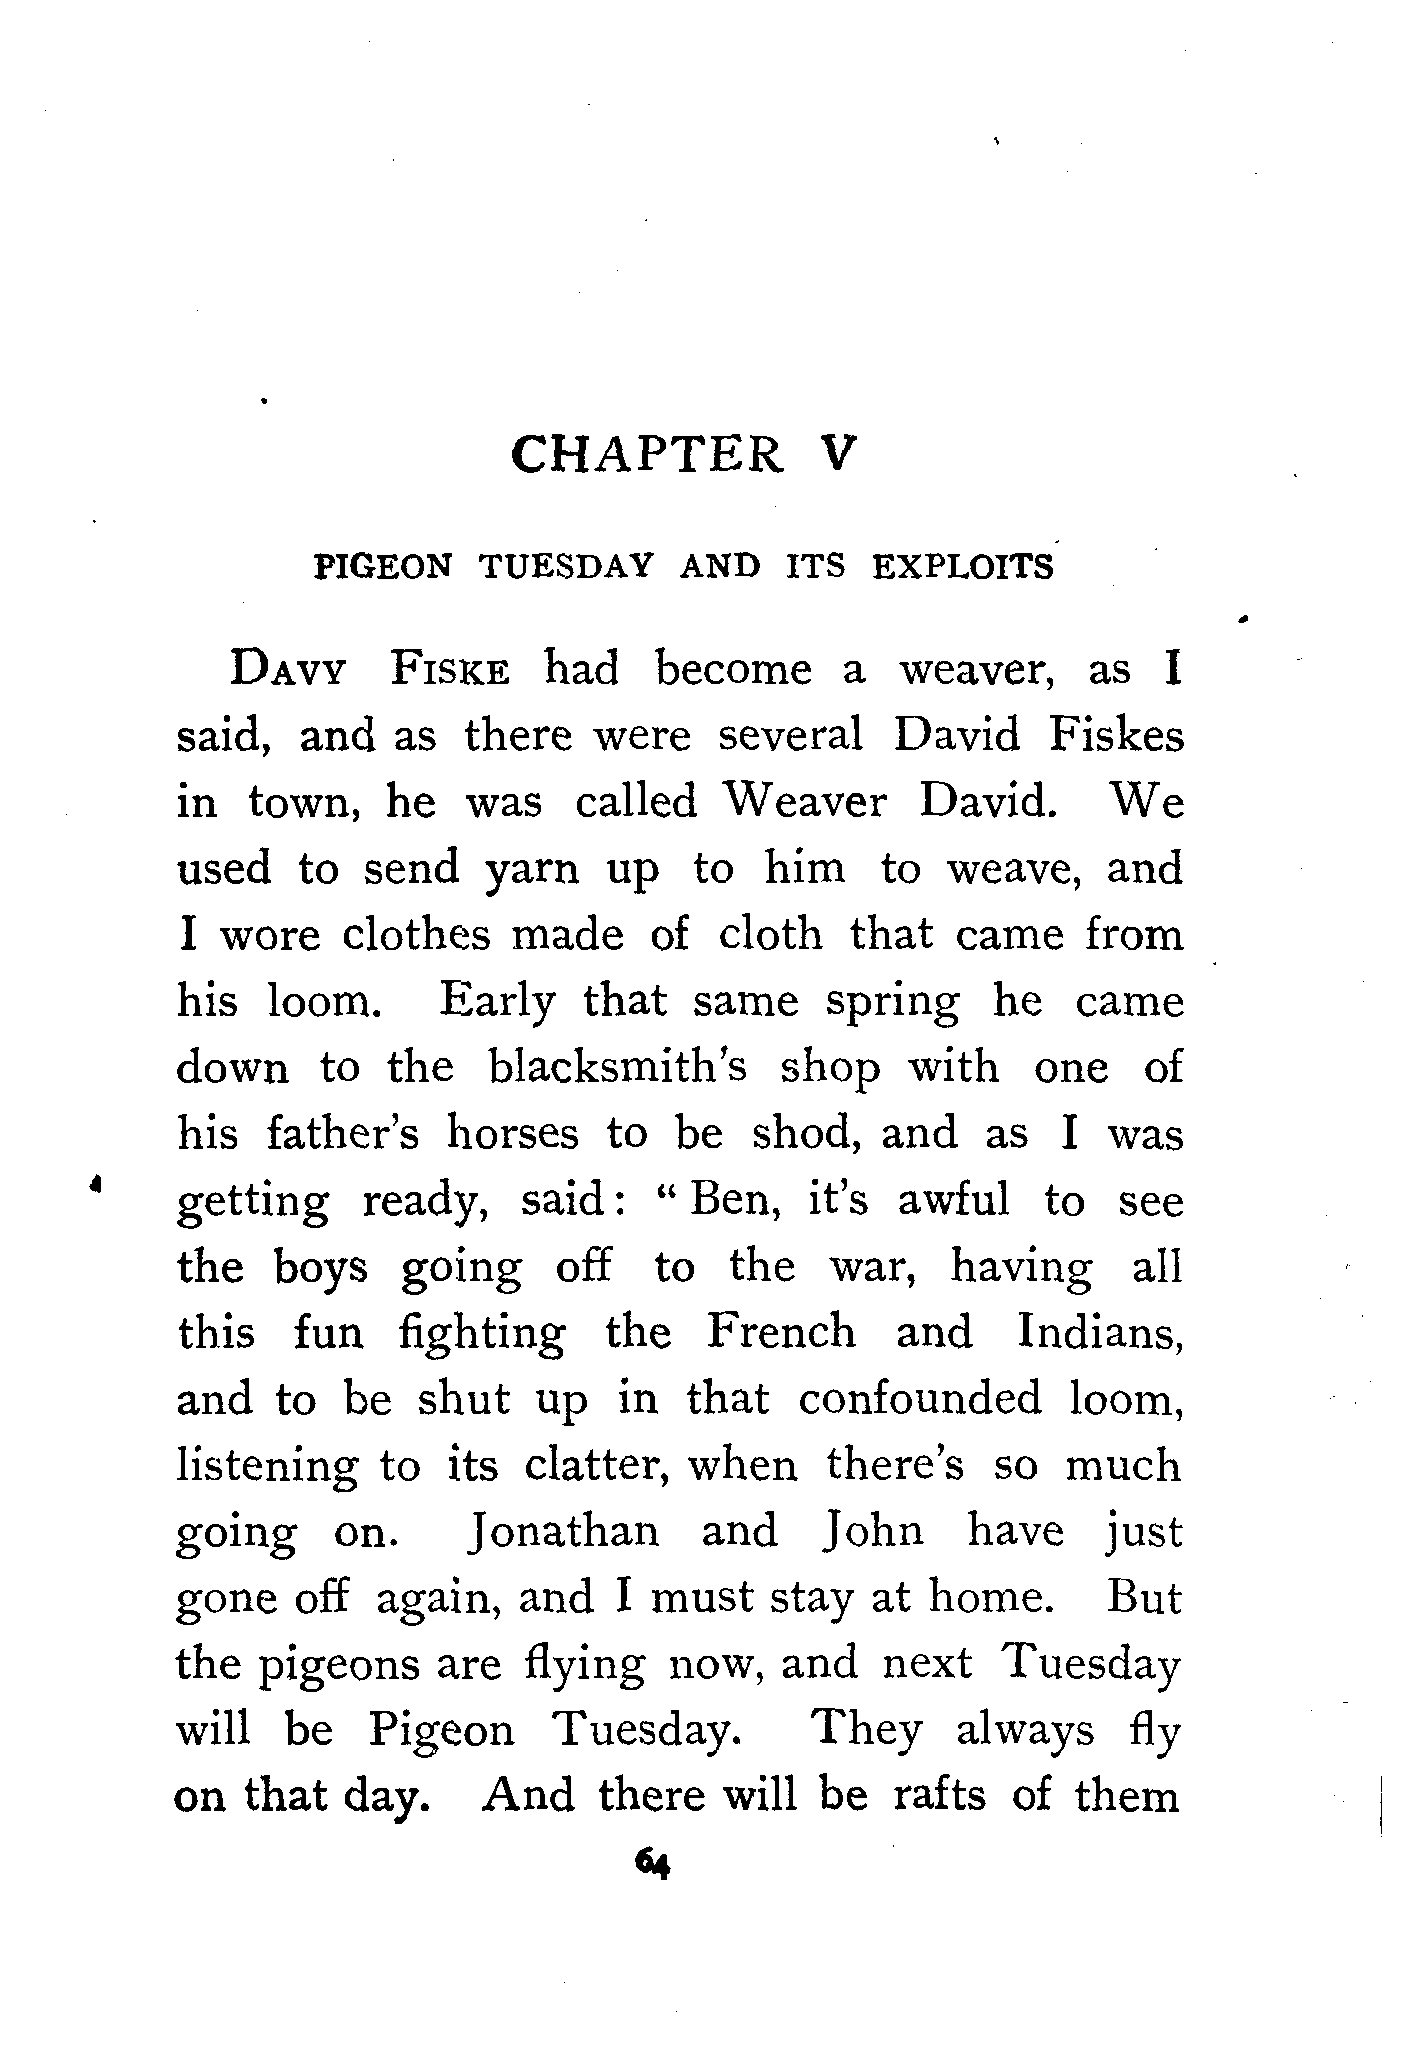 CHAPTER V
PIGEON TUESDAY AND ITS EXPLOITS
DAVY FISKE had become a weaver, as I
said, and as there were several David Fiskes
in town, he was called Weaver David. We
used to send yarn up to him to weave, and
I wore clothes made of cloth that came from
his loom. Early that same spring he came
down to the blacksmith's shop with one of
his father's horses to be shod, and as I was
getting ready, said: “Ben, it's awful to see
the boys going off to the war, having all
this fun fighting the French and Indians,
and to be shut up in that confounded loom,
listening to its clatter, when there's so much
going on. Jonathan and John have just
gone off again, and I must stay at home. But
the pigeons are flying now, and next Tuesday
will be Pigeon Tuesday. They always fly
on that day. And there will be rafts of them
64